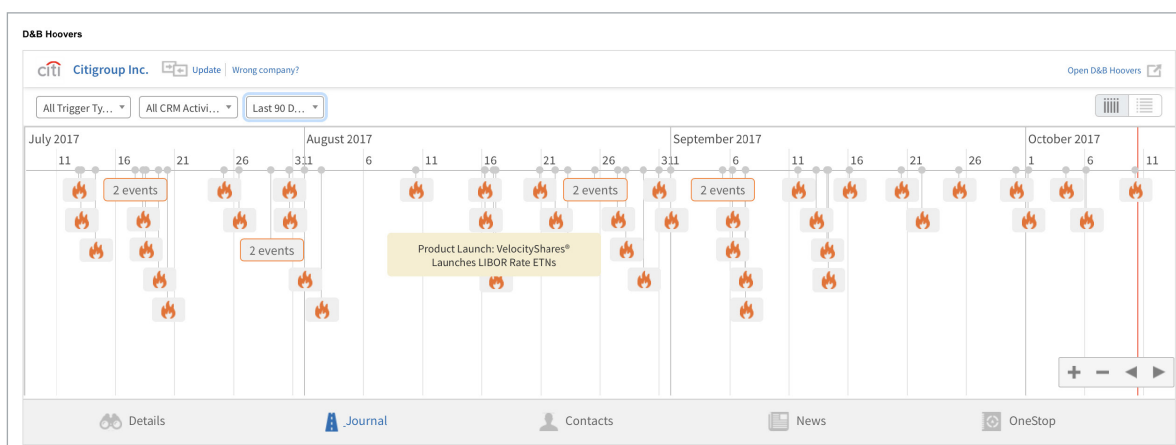 D&B Hoovers
citi Citigroup Inc. Update Wrong company? Open D&B Hoovers
All Trigger Ty... All CRM Activi... Last 90 D...
July 2017 August 2017 September 2017 October 2017
11 16 21 26 31 1 6 11 16 21 26 31 1 6 11 16 21 26 1 6 11
2 events 2 events 2 events
2 events
Product Launch: VelocityShares®
Launches LIBOR Rate ETNs
Details Journal Contacts News OneStop